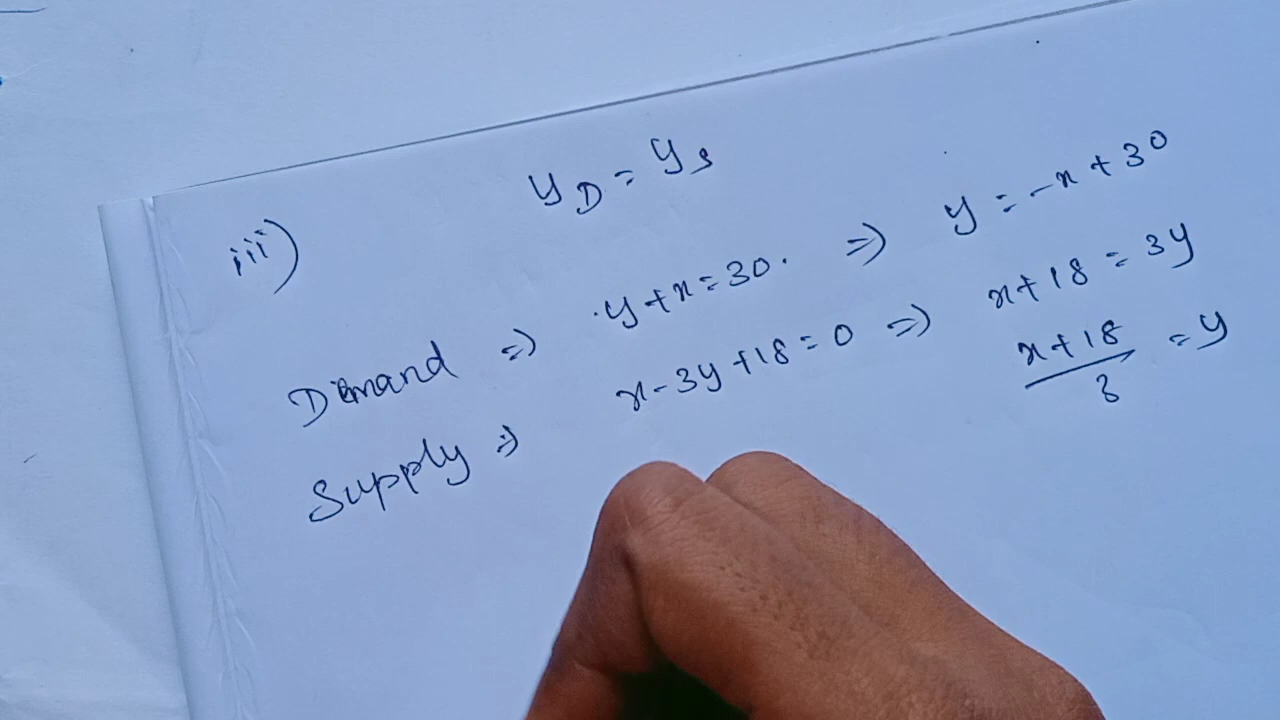 iii) y_D = y_s
Demand => y+x=30. => y = -x+30
Supply => x-3y+18=0 => x+18 = 3y
x+18/3 = y